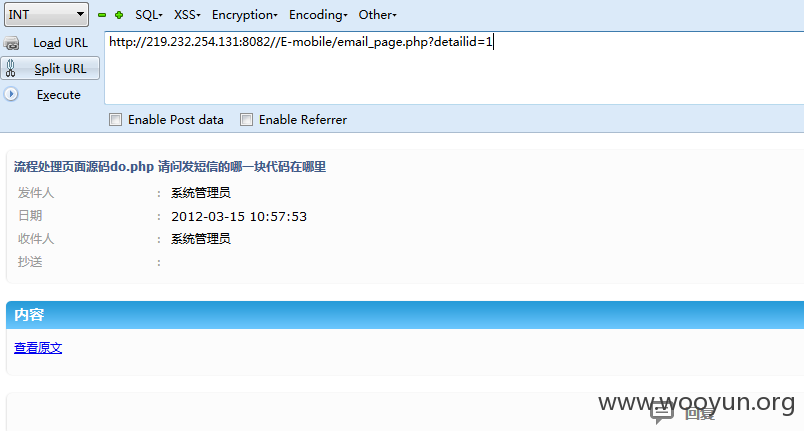 INT SQL XSS Encryption Encoding Other
Load URL
http://219.232.254.131:8082//E-mobile/email_page.php?detailid=1
Split URL
Execute
Enable Post data Enable Referrer
流程处理页面源码do.php 请问发短信的哪一块代码在哪里
发件人 : 系统管理员
日期 : 2012-03-15 10:57:53
收件人 : 系统管理员
抄送 :
内容
查看原文
www.wooyun.org
回复